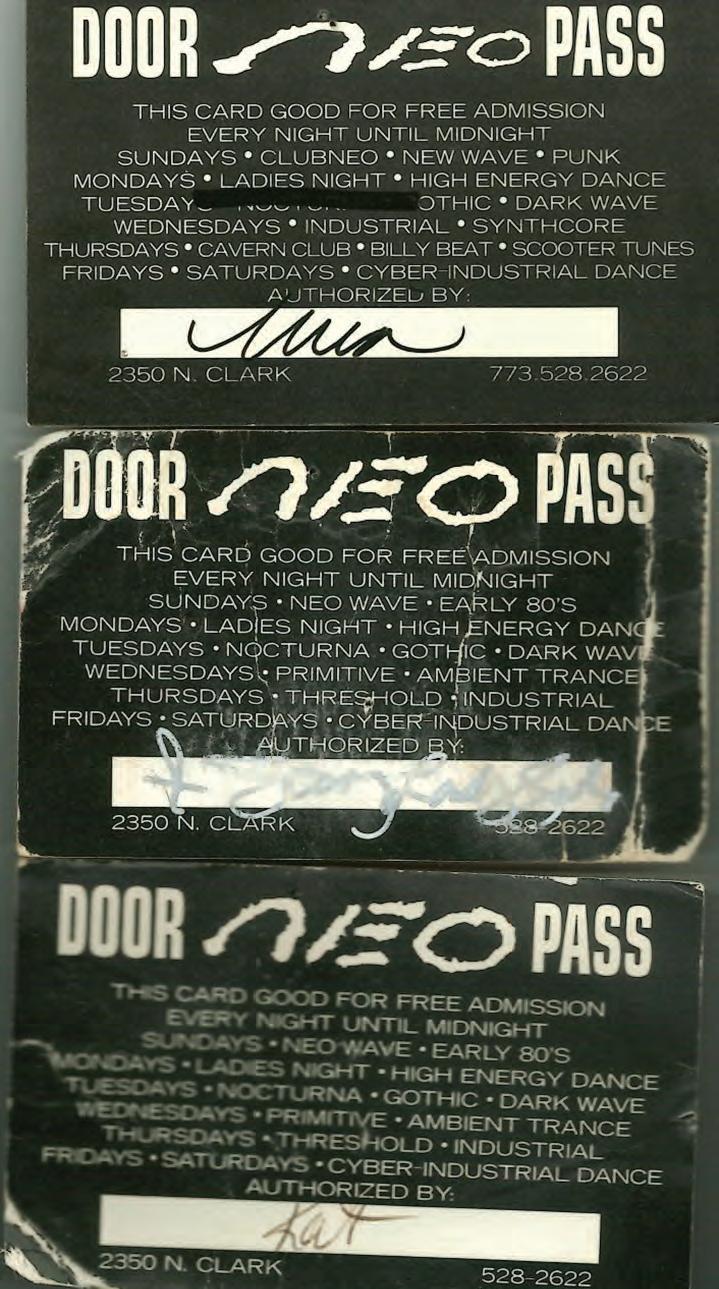 DOOR NEO PASS
THIS CARD GOOD FOR FREE ADMISSION
EVERY NIGHT UNTIL MIDNIGHT
SUNDAYS • CLUBNEO • NEW WAVE • PUNK
MONDAYS • LADIES NIGHT • HIGH ENERGY DANCE
TUESDAYS OTHIC • DARK WAVE
WEDNESDAYS • INDUSTRIAL • SYNTHCORE
THURSDAYS • CAVERN CLUB • BILLY BEAT • SCOOTER TUNES
FRIDAYS • SATURDAYS • CYBER-INDUSTRIAL DANCE
AUTHORIZED BY:
2350 N. CLARK 773.528.2622
DOOR NEO PASS
THIS CARD GOOD FOR FREE ADMISSION
EVERY NIGHT UNTIL MIDNIGHT
SUNDAYS • NEO WAVE • EARLY 80'S
MONDAYS • LADIES NIGHT • HIGH ENERGY DANCE
TUESDAYS • NOCTURNA • GOTHIC • DARK WAVE
WEDNESDAYS • PRIMITIVE • AMBIENT TRANCE
THURSDAYS • THRESHOLD • INDUSTRIAL
FRIDAYS • SATURDAYS • CYBER-INDUSTRIAL DANCE
AUTHORIZED BY:
2350 N. CLARK 528-2622
DOOR NEO PASS
THIS CARD GOOD FOR FREE ADMISSION
EVERY NIGHT UNTIL MIDNIGHT
SUNDAYS • NEO WAVE • EARLY 80'S
MONDAYS • LADIES NIGHT • HIGH ENERGY DANCE
TUESDAYS • NOCTURNA • GOTHIC • DARK WAVE
WEDNESDAYS • PRIMITIVE • AMBIENT TRANCE
THURSDAYS • THRESHOLD • INDUSTRIAL
FRIDAYS • SATURDAYS • CYBER-INDUSTRIAL DANCE
AUTHORIZED BY:
Kat
2350 N. CLARK 528-2622